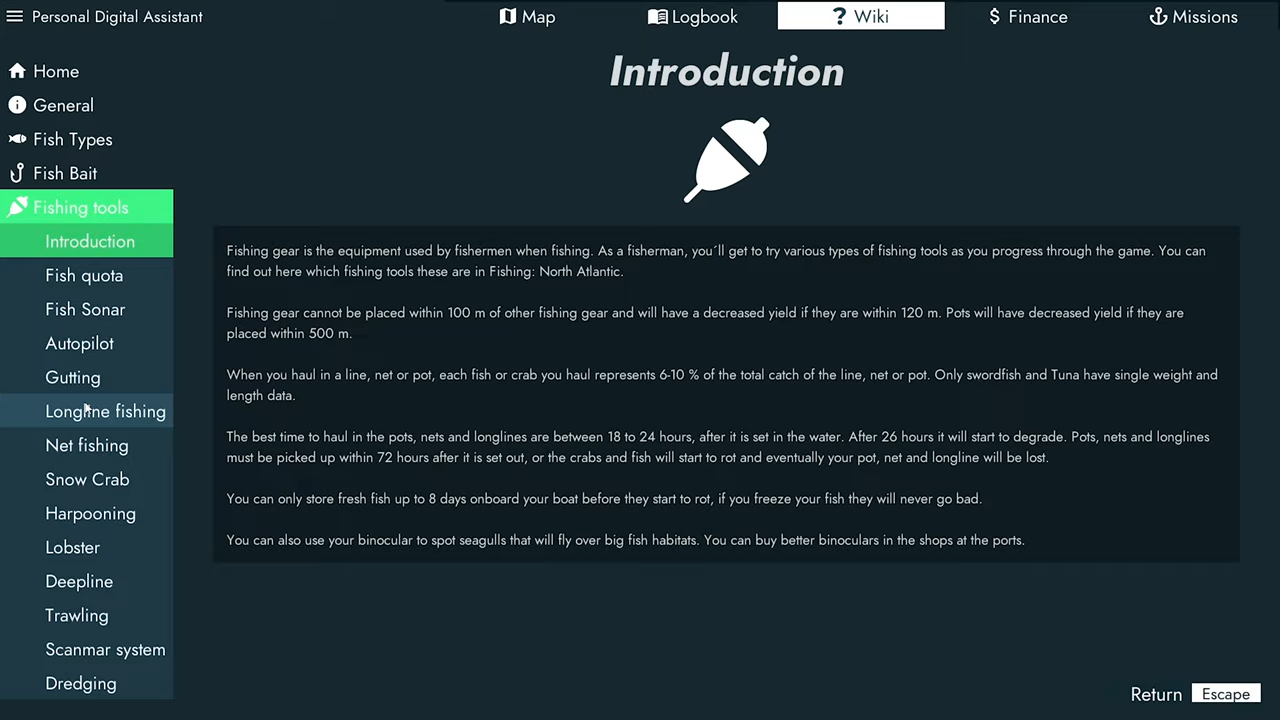 Personal Digital Assistant
Map
Logbook
? Wiki
$ Finance
Missions
Home
General
Fish Types
Fish Bait
Fishing tools
Introduction
Fish quota
Fish Sonar
Autopilot
Gutting
Longline fishing
Net fishing
Snow Crab
Harpooning
Lobster
Deepline
Trawling
Scanmar system
Dredging
Introduction
Fishing gear is the equipment used by fishermen when fishing. As a fisherman, you´ll get to try various types of fishing tools as you progress through the game. You can
find out here which fishing tools these are in Fishing: North Atlantic.
Fishing gear cannot be placed within 100 m of other fishing gear and will have a decreased yield if they are within 120 m. Pots will have decreased yield if they are
placed within 500 m.
When you haul in a line, net or pot, each fish or crab you haul represents 6-10 % of the total catch of the line, net or pot. Only swordfish and Tuna have single weight and
length data.
The best time to haul in the pots, nets and longlines are between 18 to 24 hours, after it is set in the water. After 26 hours it will start to degrade. Pots, nets and longlines
must be picked up within 72 hours after it is set out, or the crabs and fish will start to rot and eventually your pot, net and longline will be lost.
You can only store fresh fish up to 8 days onboard your boat before they start to rot, if you freeze your fish they will never go bad.
You can also use your binocular to spot seagulls that will fly over big fish habitats. You can buy better binoculars in the shops at the ports.
Return Escape